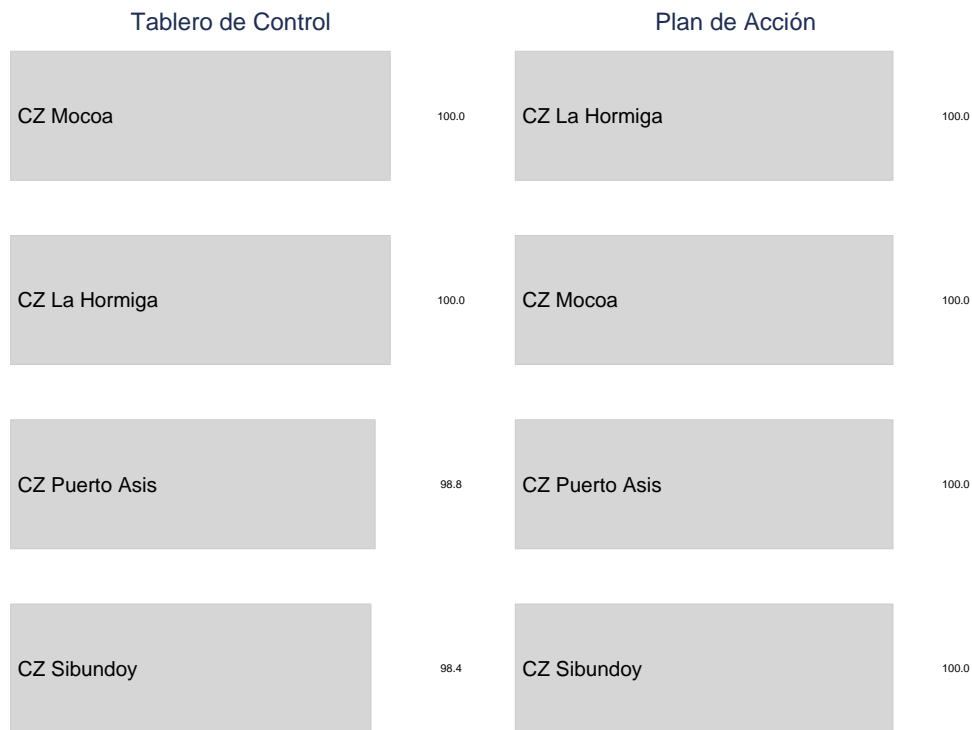 Tablero de Control
CZ Mocoa 100.0
CZ La Hormiga 100.0
CZ Puerto Asis 98.8
CZ Sibundoy 98.4
Plan de Acción
CZ La Hormiga 100.0
CZ Mocoa 100.0
CZ Puerto Asis 100.0
CZ Sibundoy 100.0